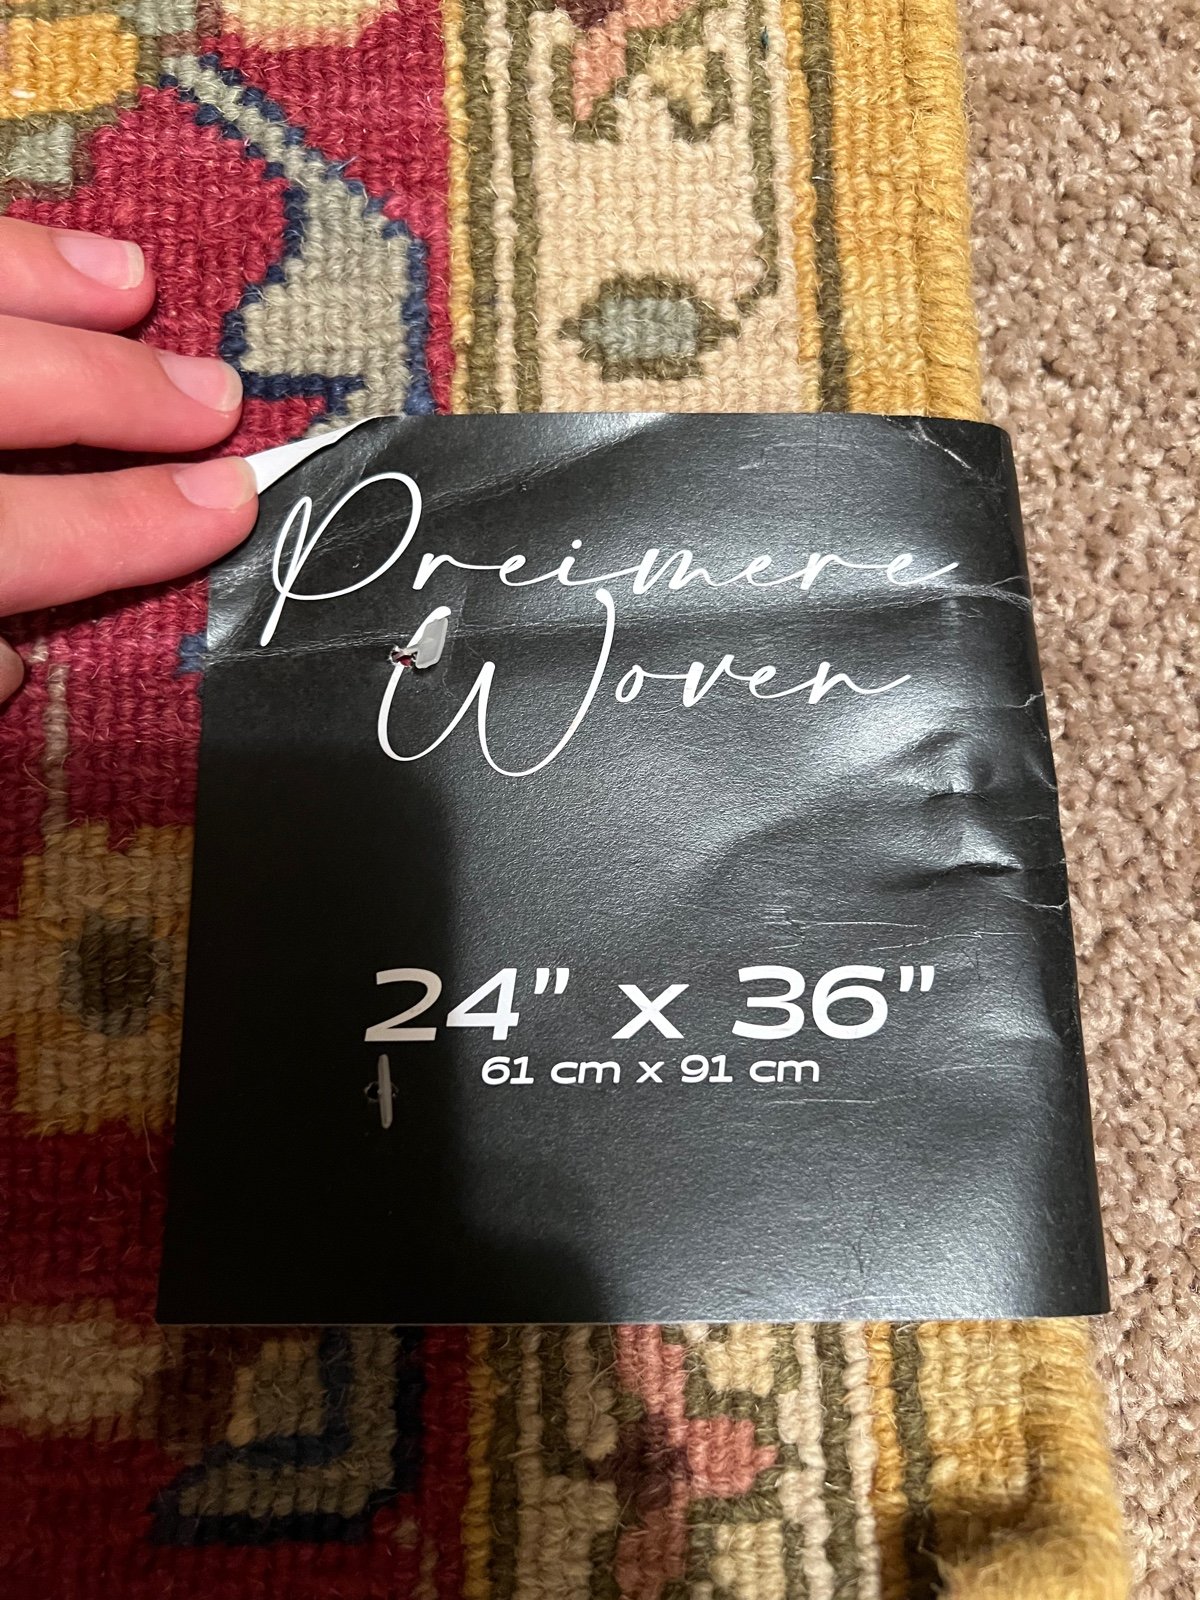 Preimere
Woven
24” x 36”
61 cm x 91 cm